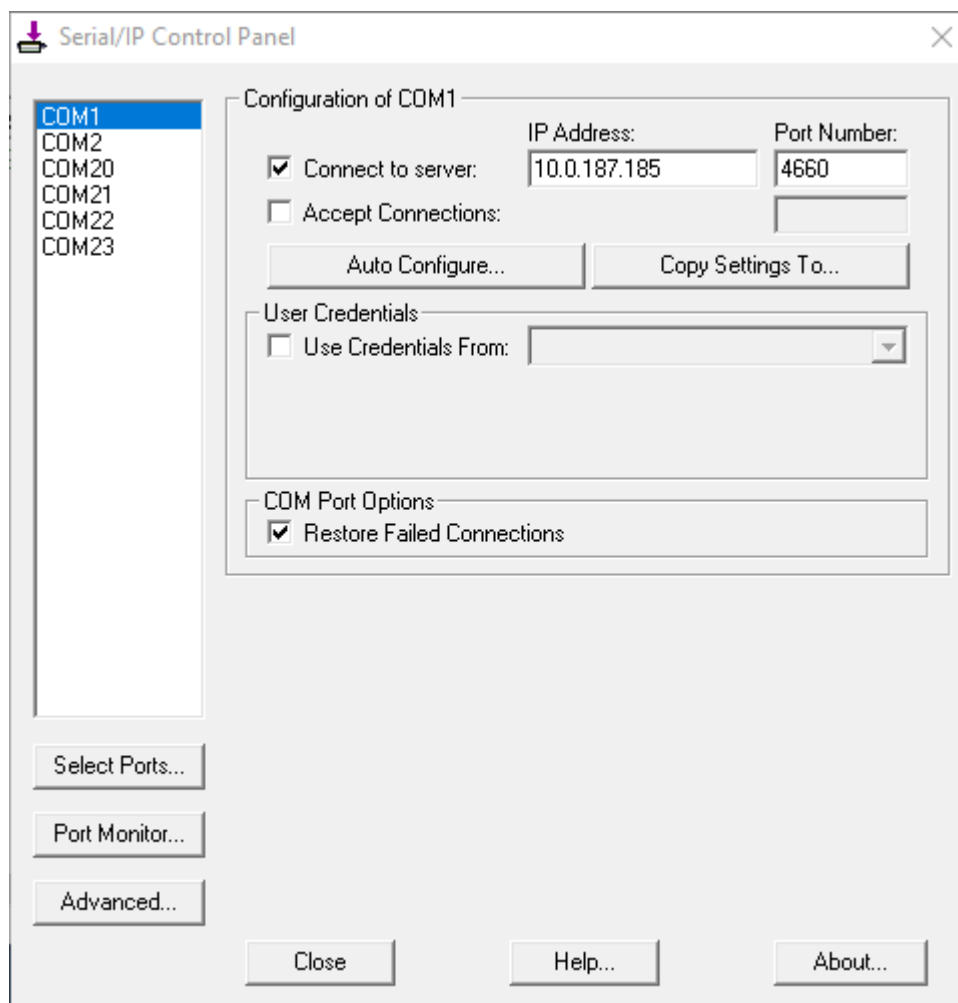 Serial/IP Control Panel
COM1
COM2
COM20
COM21
COM22
COM23
Configuration of COM1
IP Address: Port Number:
Connect to server: 10.0.187.185 4660
Accept Connections:
Auto Configure... Copy Settings To...
User Credentials
Use Credentials From:
COM Port Options
Restore Failed Connections
Select Ports...
Port Monitor...
Advanced...
Close Help... About...